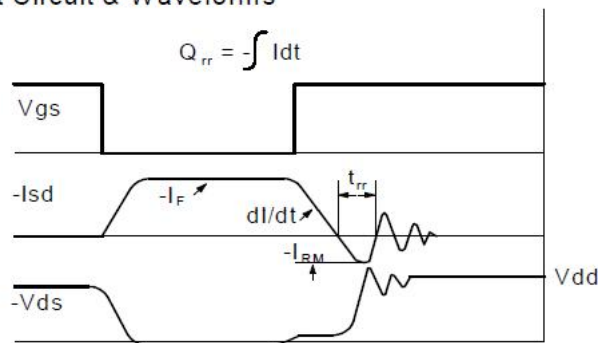 Circuit & Waveforms
Q rr = -∫ Idt
Vgs
-Isd
-I F
dI/dt
t rr
-I RM
Vdd
-Vds